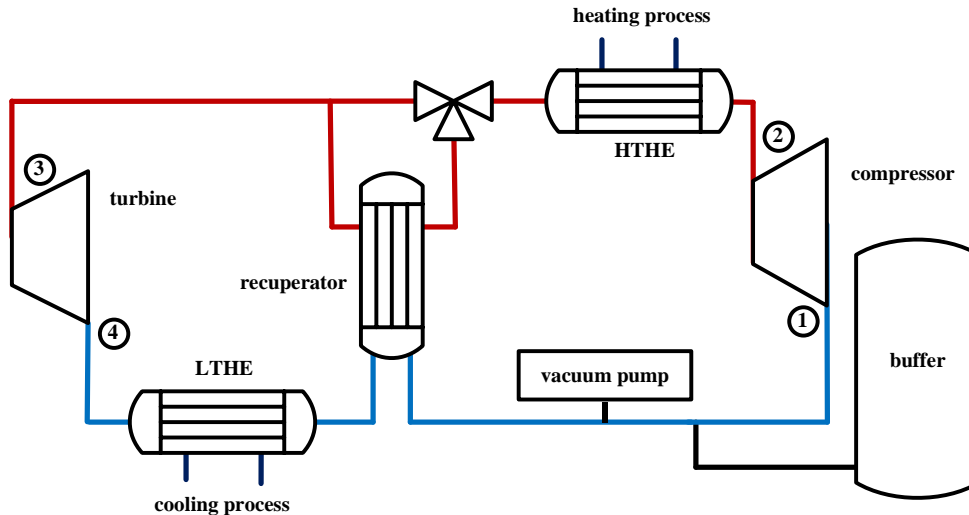 heating process
HTHE
2
compressor
3
turbine
recuperator
1
4
LTHE
vacuum pump
buffer
cooling process